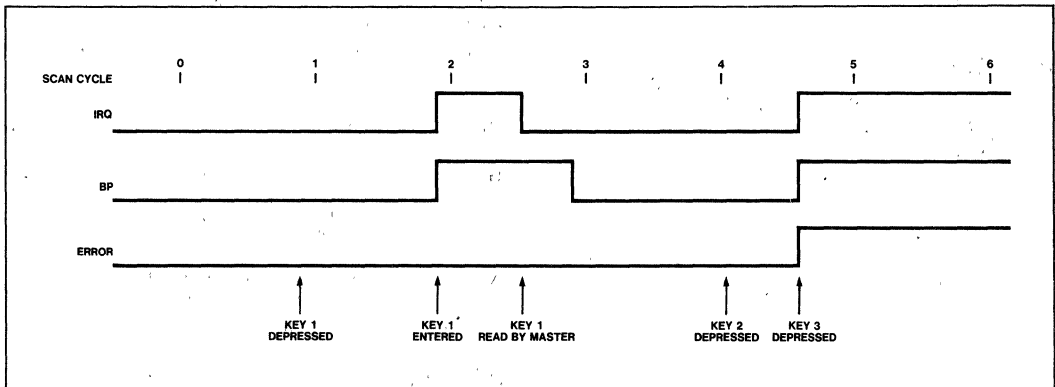 0 1 2 3 4 5 6
SCAN CYCLE
IRQ
BP
ERROR
KEY 1 DEPRESSED
KEY 1 ENTERED
KEY 1 READ BY MASTER
KEY 2 DEPRESSED
KEY 3 DEPRESSED